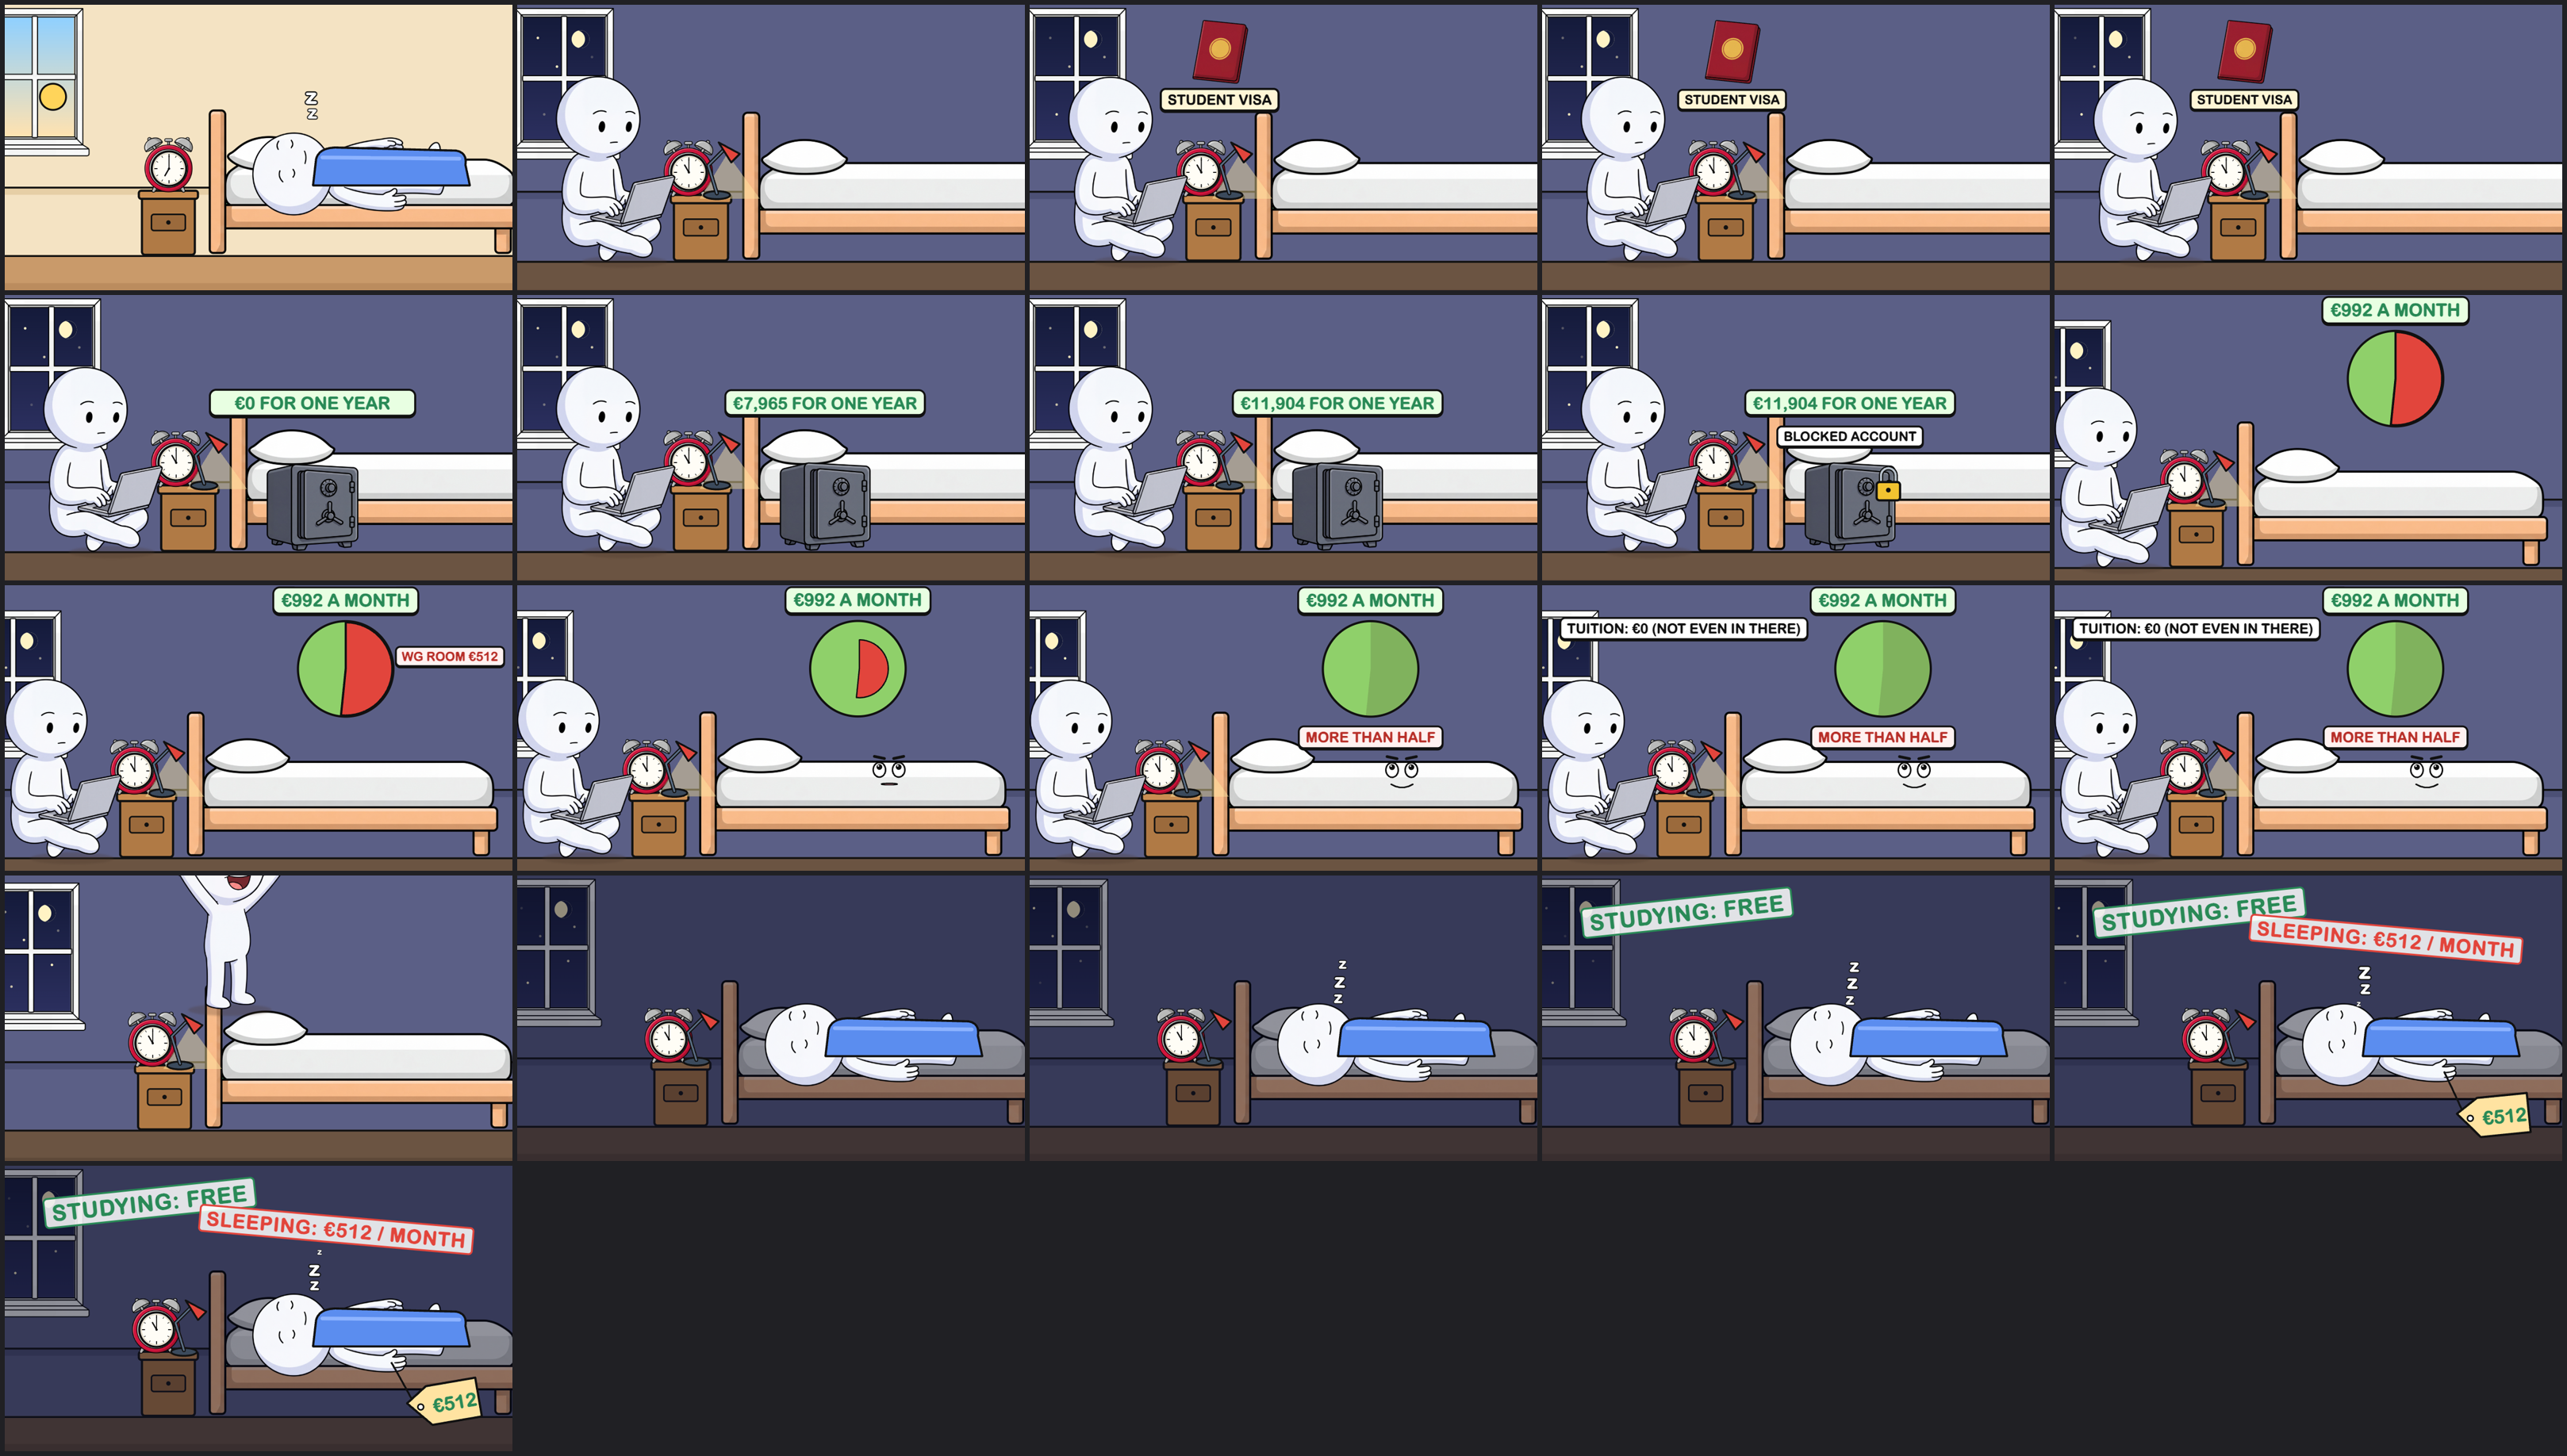 Z
Z
STUDENT VISA
STUDENT VISA
STUDENT VISA
€0 FOR ONE YEAR
€7,965 FOR ONE YEAR
€11,904 FOR ONE YEAR
€11,904 FOR ONE YEAR
BLOCKED ACCOUNT
€992 A MONTH
€992 A MONTH
WG ROOM €512
€992 A MONTH
€992 A MONTH
MORE THAN HALF
TUITION: €0 (NOT EVEN IN THERE)
€992 A MONTH
MORE THAN HALF
TUITION: €0 (NOT EVEN IN THERE)
€992 A MONTH
MORE THAN HALF
Z
Z
Z
STUDYING: FREE
Z
Z
Z
STUDYING: FREE
SLEEPING: €512 / MONTH
Z
Z
z
€512
STUDYING: FREE
SLEEPING: €512 / MONTH
z
Z
Z
€512